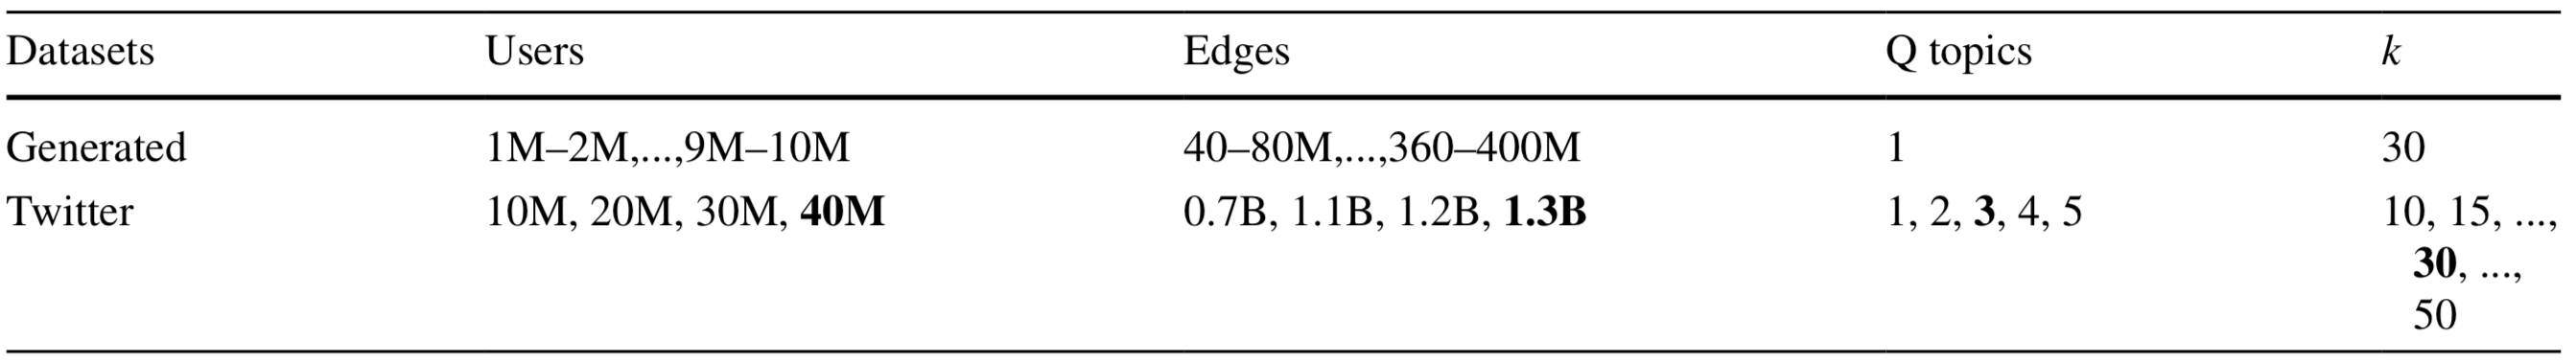 Datasets Users Edges Q topics k
Generated 1M–2M,...,9M–10M 40–80M,...,360–400M 1 30
Twitter 10M, 20M, 30M, 40M 0.7B, 1.1B, 1.2B, 1.3B 1, 2, 3, 4, 5 10, 15, ...,
30, ...,
50